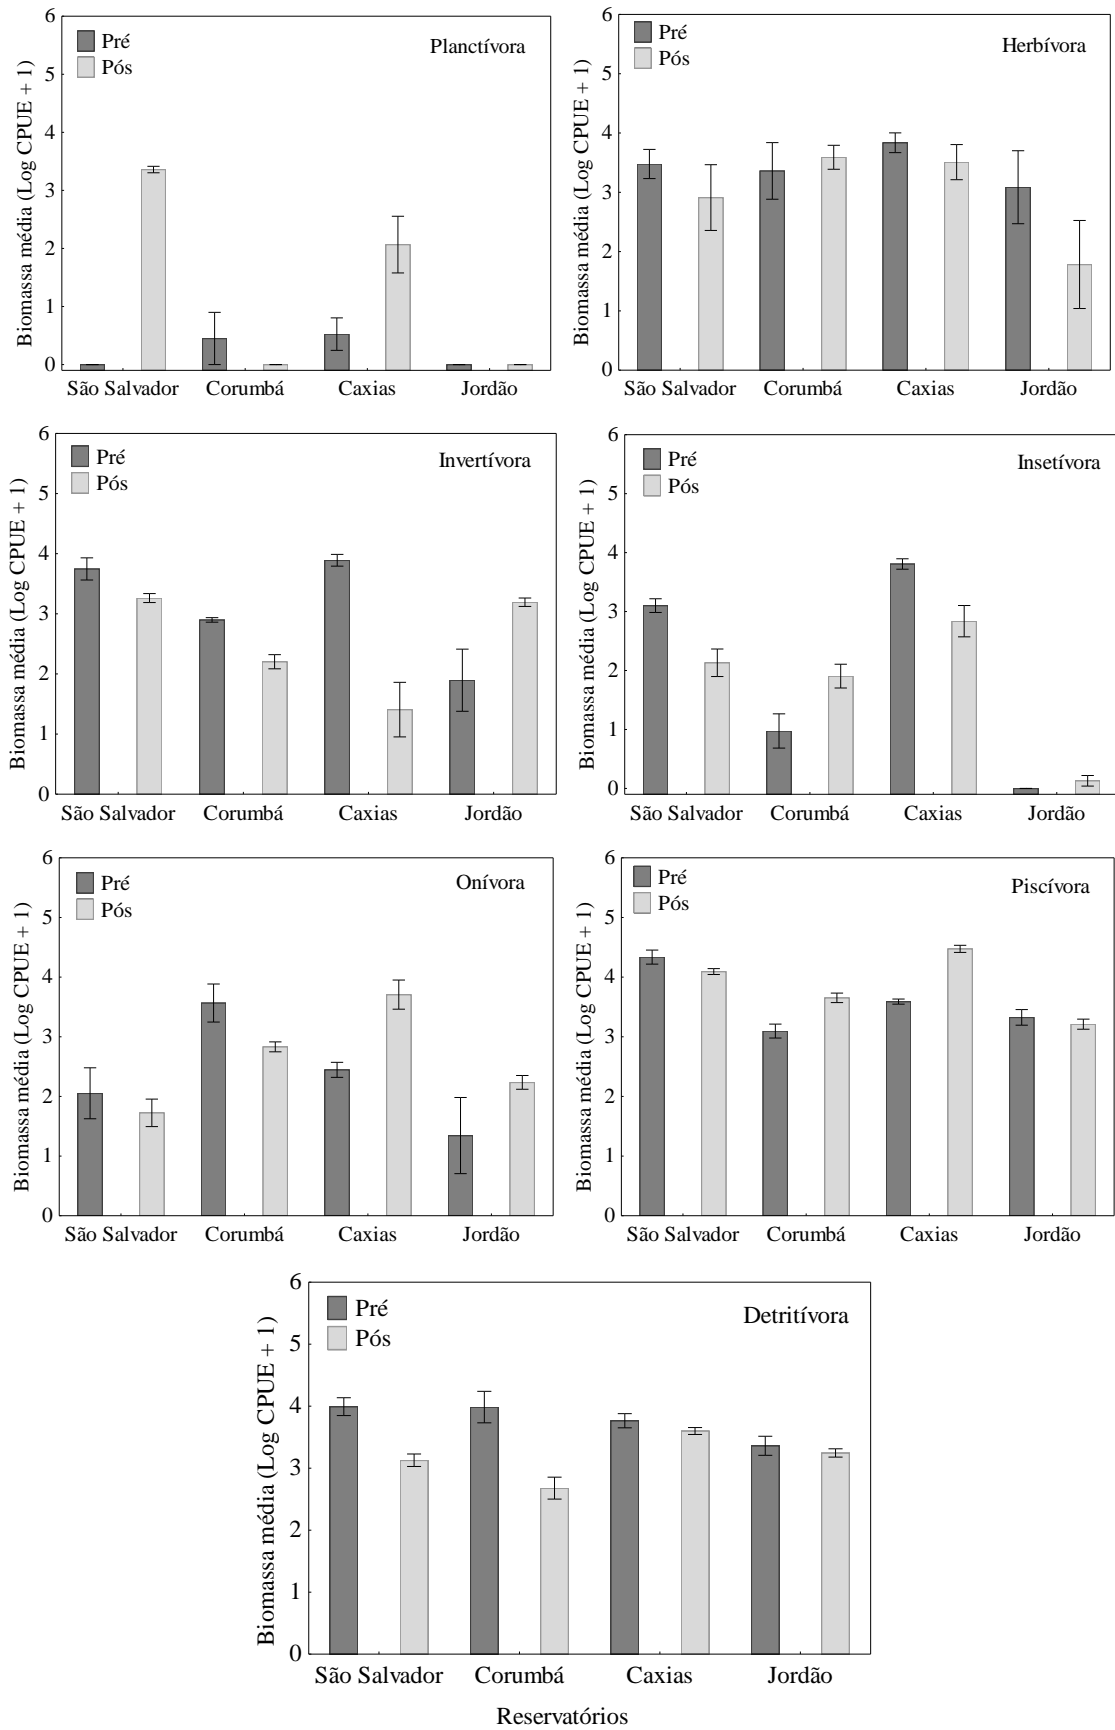 Biomassa média (Log CPUE + 1)
6
5
4
3
2
1
0
Pré
Pós
Planctívora
São Salvador Corumbá Caxias Jordão
Biomassa média (Log CPUE + 1)
6
5
4
3
2
1
0
Pré
Pós
Herbívora
São Salvador Corumbá Caxias Jordão
Biomassa média (Log CPUE + 1)
6
5
4
3
2
1
0
Pré
Pós
Invertívora
São Salvador Corumbá Caxias Jordão
Biomassa média (Log CPUE + 1)
6
5
4
3
2
1
0
Pré
Pós
Insetívora
São Salvador Corumbá Caxias Jordão
Biomassa média (Log CPUE + 1)
6
5
4
3
2
1
0
Pré
Pós
Onívora
São Salvador Corumbá Caxias Jordão
Biomassa média (Log CPUE + 1)
6
5
4
3
2
1
0
Pré
Pós
Piscívora
São Salvador Corumbá Caxias Jordão
Biomassa média (Log CPUE + 1)
6
5
4
3
2
1
0
Pré
Pós
Detritívora
São Salvador Corumbá Caxias Jordão
Reservatórios